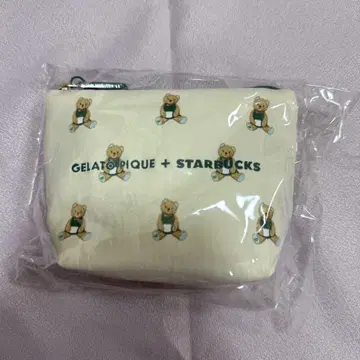 GELATO PIQUE + STARBUCKS